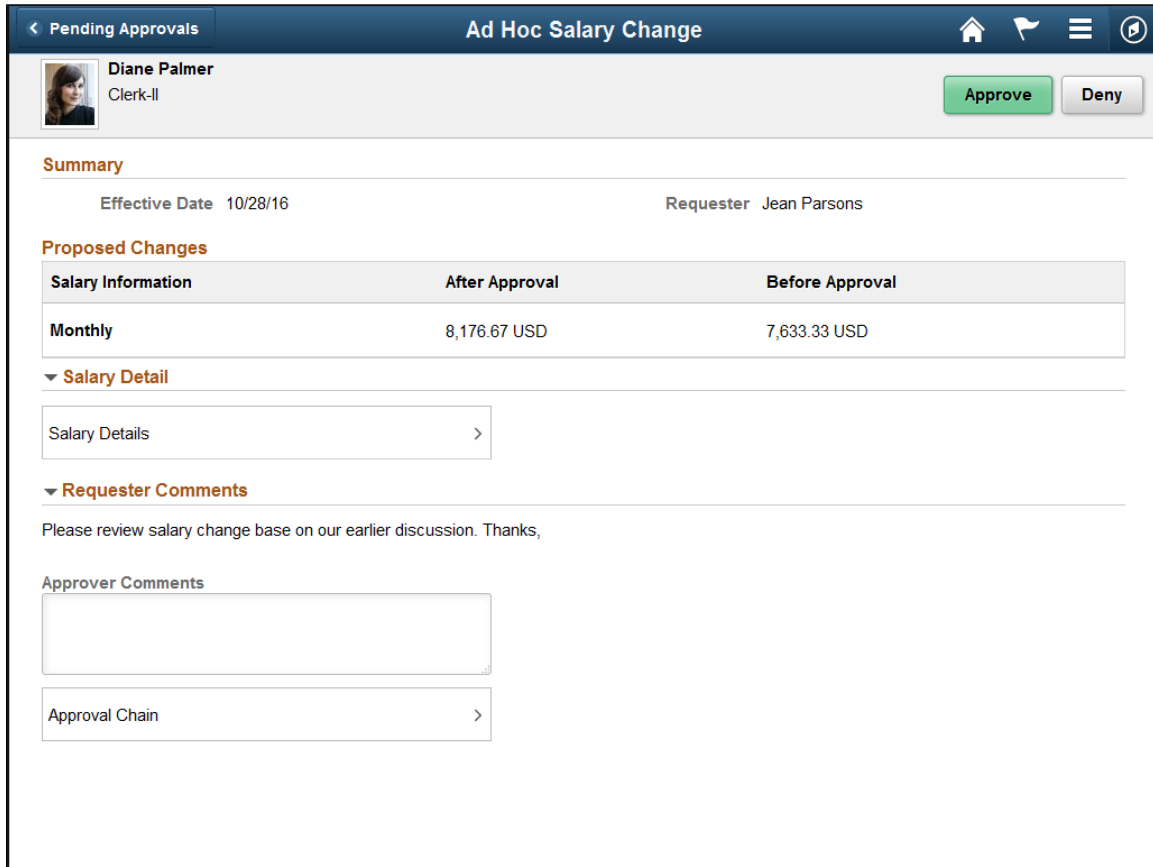 Pending Approvals
Ad Hoc Salary Change
Diane Palmer
Clerk-II
Approve
Deny
Summary
Effective Date 10/28/16
Requester Jean Parsons
Proposed Changes
Salary Information After Approval Before Approval
Monthly 8,176.67 USD 7,633.33 USD
Salary Detail
Salary Details
Requester Comments
Please review salary change base on our earlier discussion. Thanks,
Approver Comments
Approval Chain